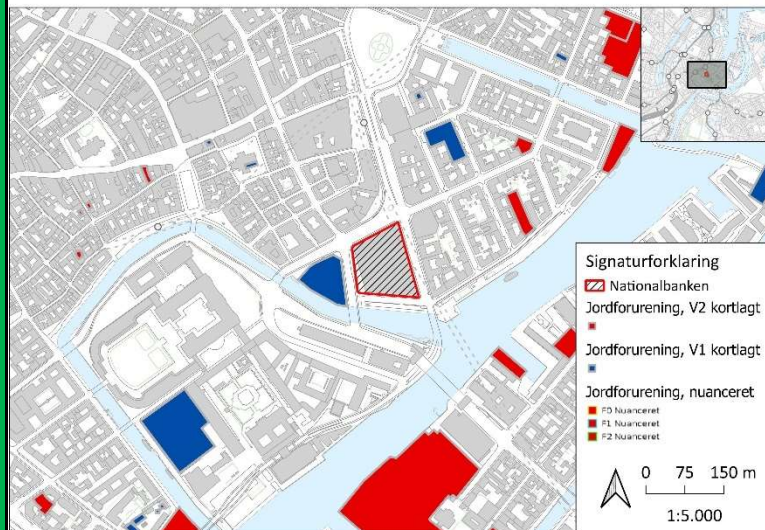 Signaturforklaring
Nationalbanken
Jordforurening, V2 kortlagt
Jordforurening, V1 kortlagt
Jordforurening, nuanceret
F0 Nuanceret
F1 Nuanceret
F2 Nuanceret
0 75 150 m
1:5.000